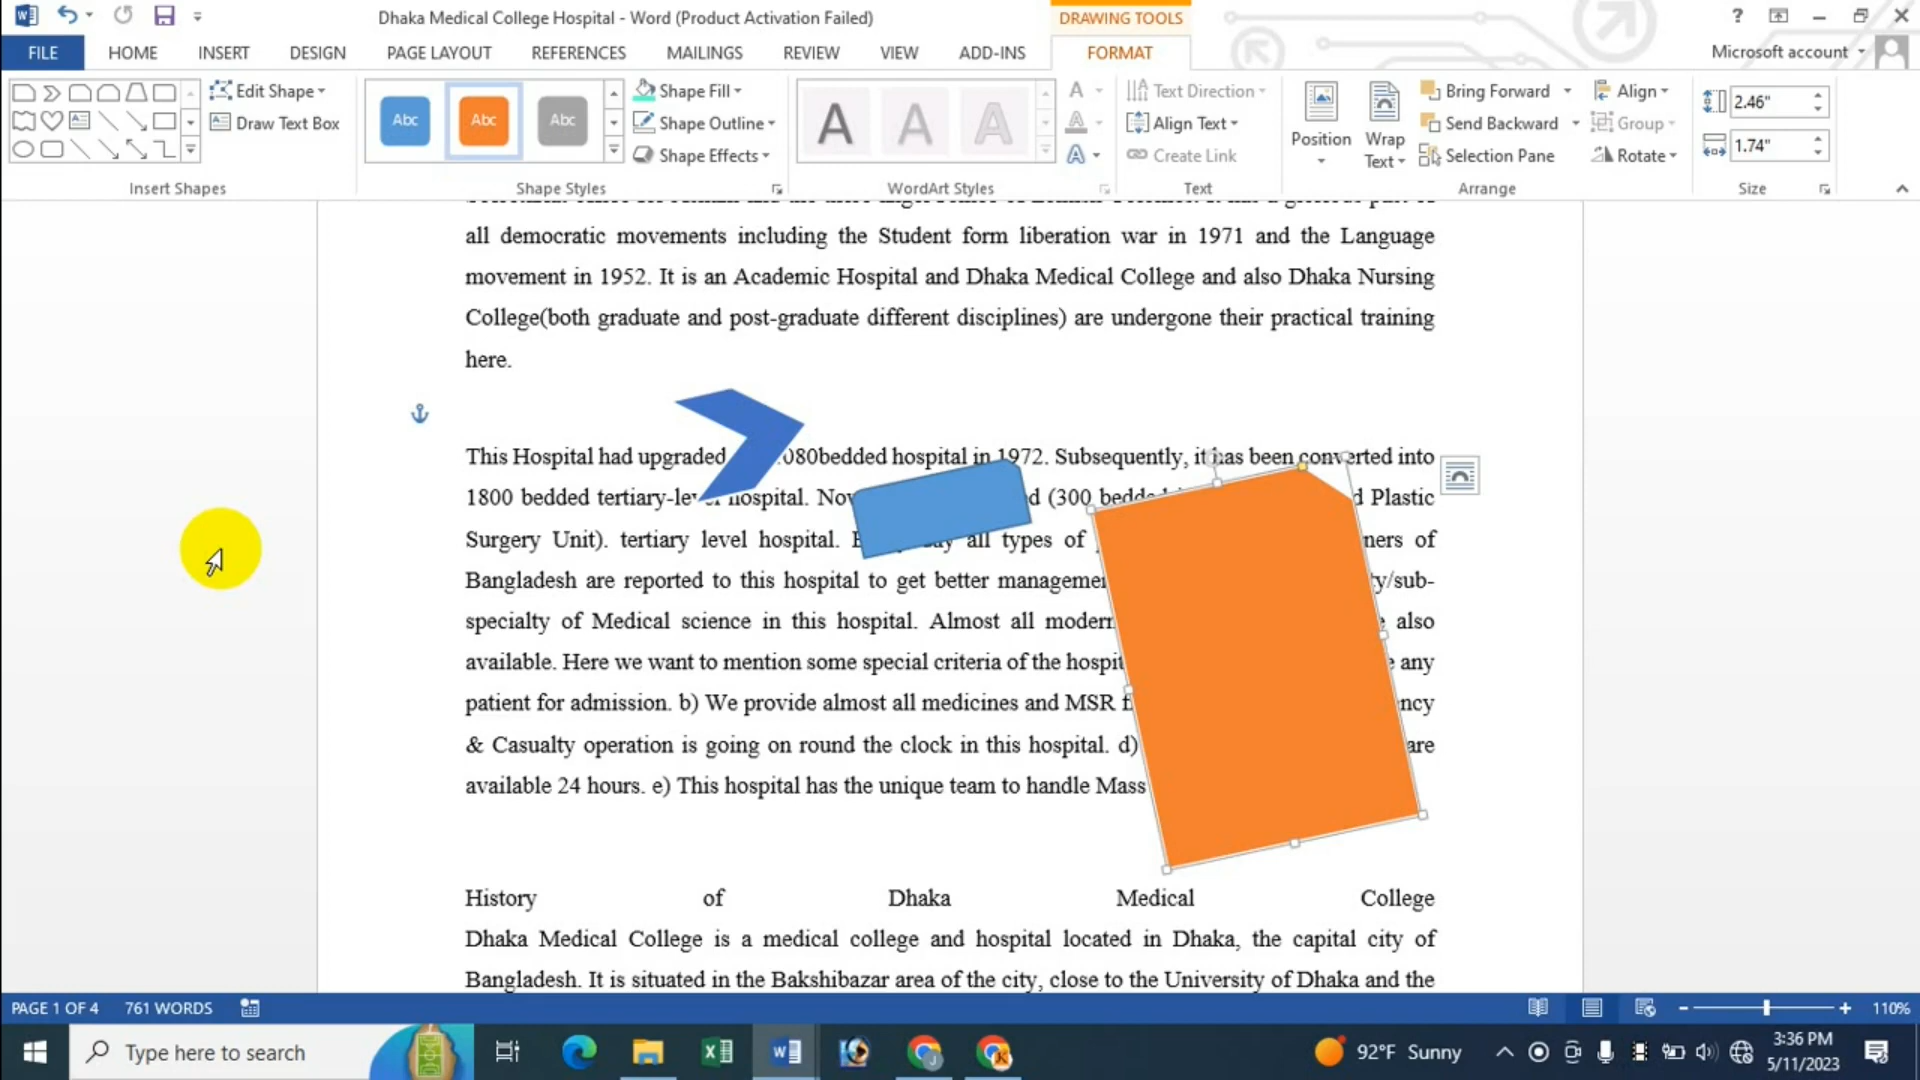 Dhaka Medical College Hospital - Word (Product Activation Failed)
DRAWING TOOLS
?
FILE HOME INSERT DESIGN PAGE LAYOUT REFERENCES MAILINGS REVIEW VIEW ADD-INS FORMAT Microsoft account
Edit Shape
Draw Text Box
Insert Shapes
Abc Abc Abc
Shape Fill
Shape Outline
Shape Effects
Shape Styles
A A A
WordArt Styles
Text Direction
Align Text
Create Link
Text
Position
Wrap Text
Bring Forward
Send Backward
Selection Pane
Align
Group
Rotate
Arrange
2.46"
1.74"
Size
all democratic movements including the Student form liberation war in 1971 and the Language
movement in 1952. It is an Academic Hospital and Dhaka Medical College and also Dhaka Nursing
College(both graduate and post-graduate different disciplines) are undergone their practical training
here.
This Hospital had upgraded 080bedded hospital in 1972. Subsequently, it has been converted into
1800 bedded tertiary-level hospital. Now d (300 bedded d Plastic
Surgery Unit). tertiary level hospital. all types of ners of
Bangladesh are reported to this hospital to get better managemen ty/sub-
specialty of Medical science in this hospital. Almost all modern also
available. Here we want to mention some special criteria of the hospit any
patient for admission. b) We provide almost all medicines and MSR f ncy
& Casualty operation is going on round the clock in this hospital. d) are
available 24 hours. e) This hospital has the unique team to handle Mass
History of Dhaka Medical College
Dhaka Medical College is a medical college and hospital located in Dhaka, the capital city of
Bangladesh. It is situated in the Bakshibazar area of the city, close to the University of Dhaka and the
PAGE 1 OF 4 761 WORDS 110%
Type here to search
92°F Sunny
3:36 PM
5/11/2023